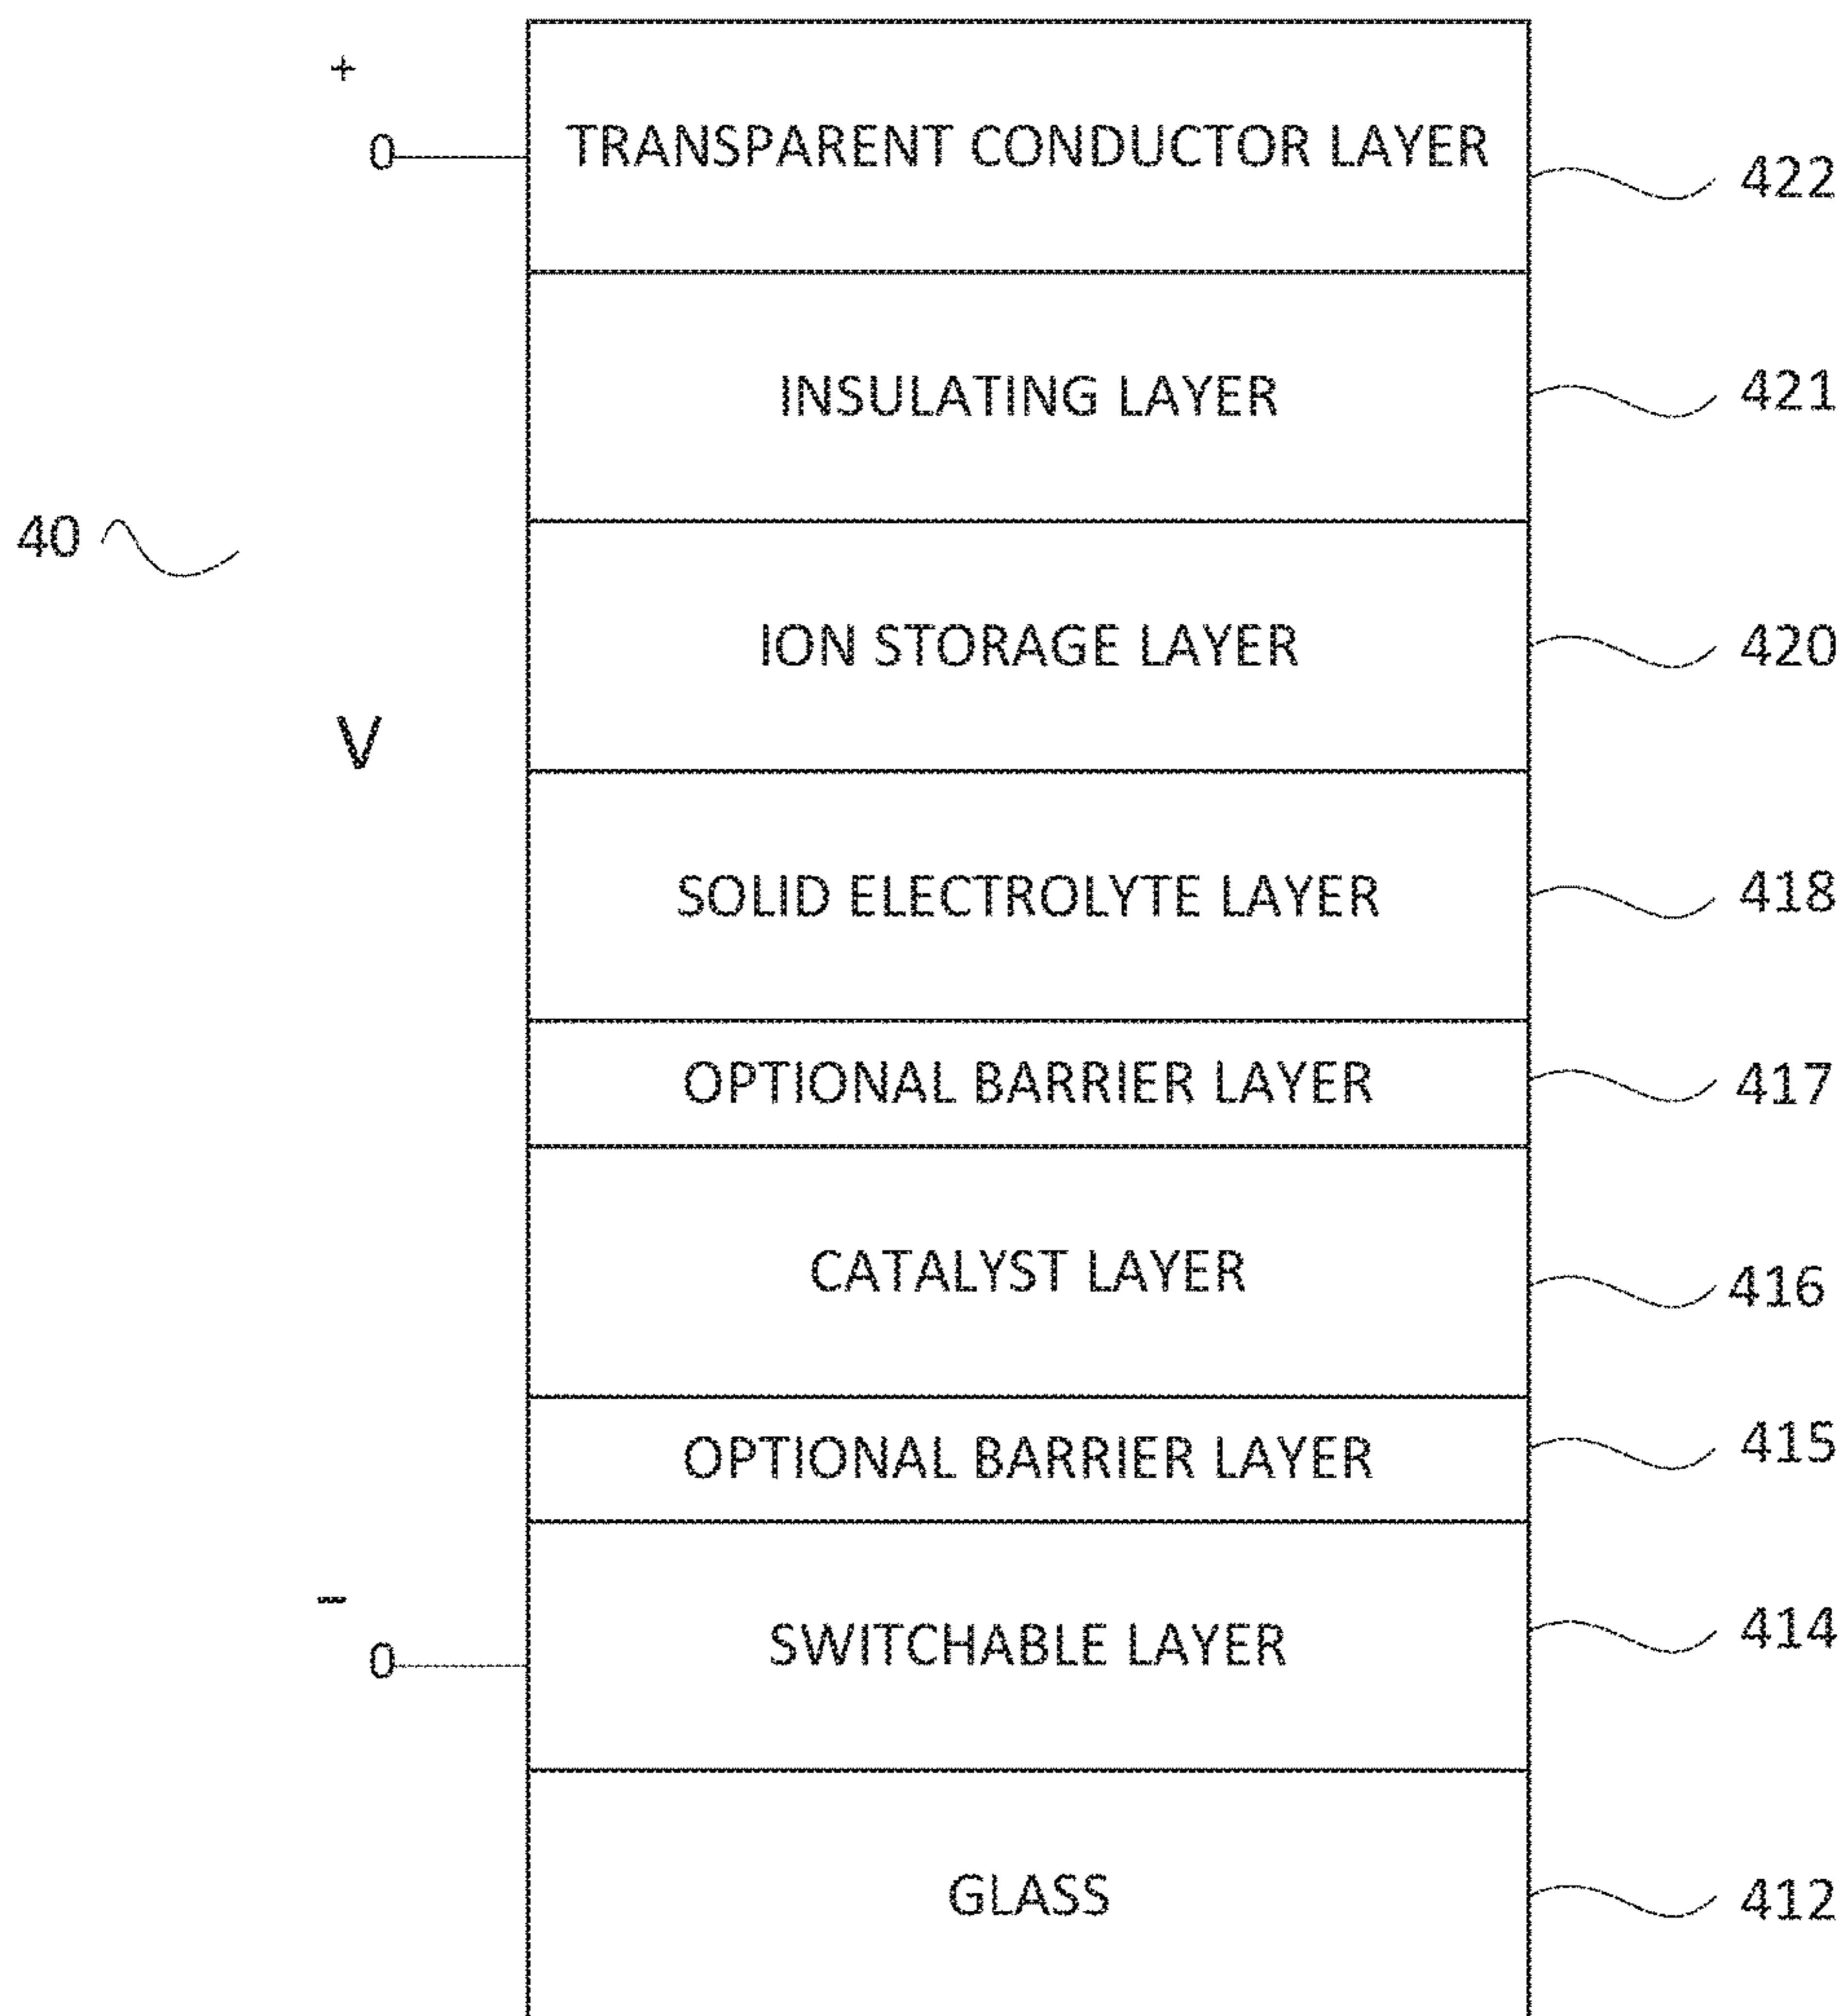 +
0 TRANSPARENT CONDUCTOR LAYER 422
INSULATING LAYER 421
40
ION STORAGE LAYER 420
V
SOLID ELECTROLYTE LAYER 418
OPTIONAL BARRIER LAYER 417
CATALYST LAYER 416
OPTIONAL BARRIER LAYER 415
–
0 SWITCHABLE LAYER 414
GLASS 412